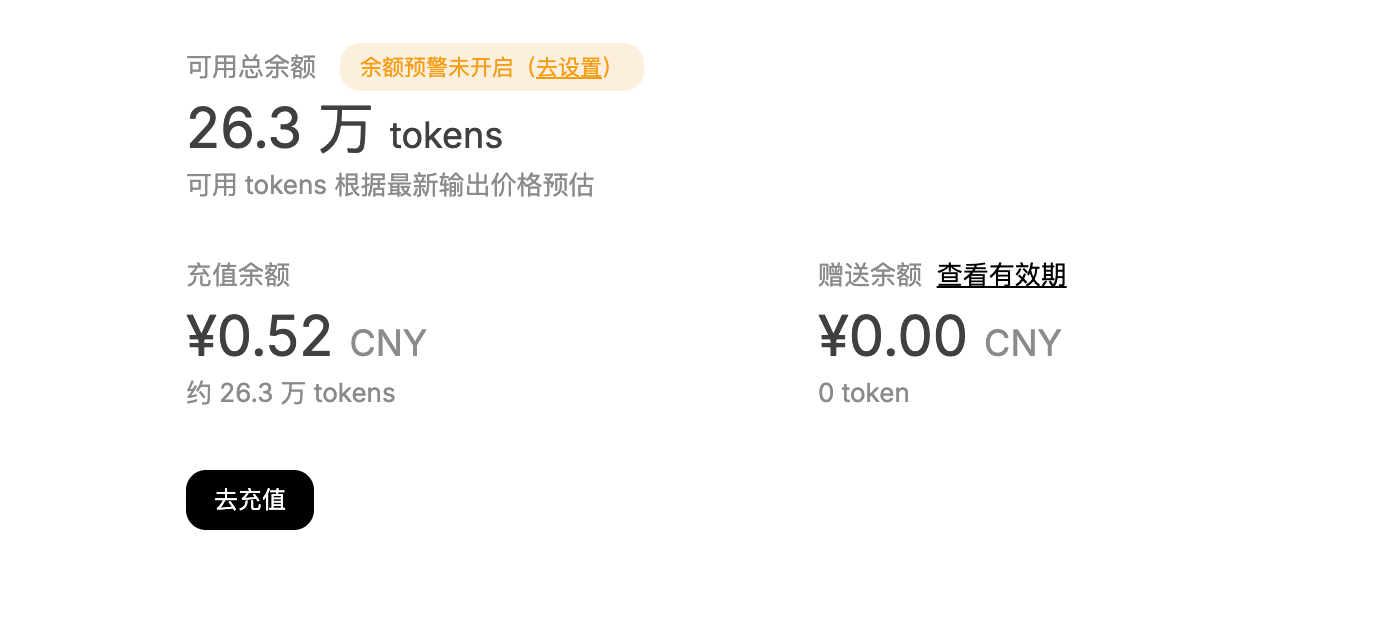 可用总余额 余额预警未开启（去设置）
26.3 万 tokens
可用 tokens 根据最新输出价格预估
充值余额
¥0.52 CNY
约 26.3 万 tokens
赠送余额 查看有效期
¥0.00 CNY
0 token
去充值